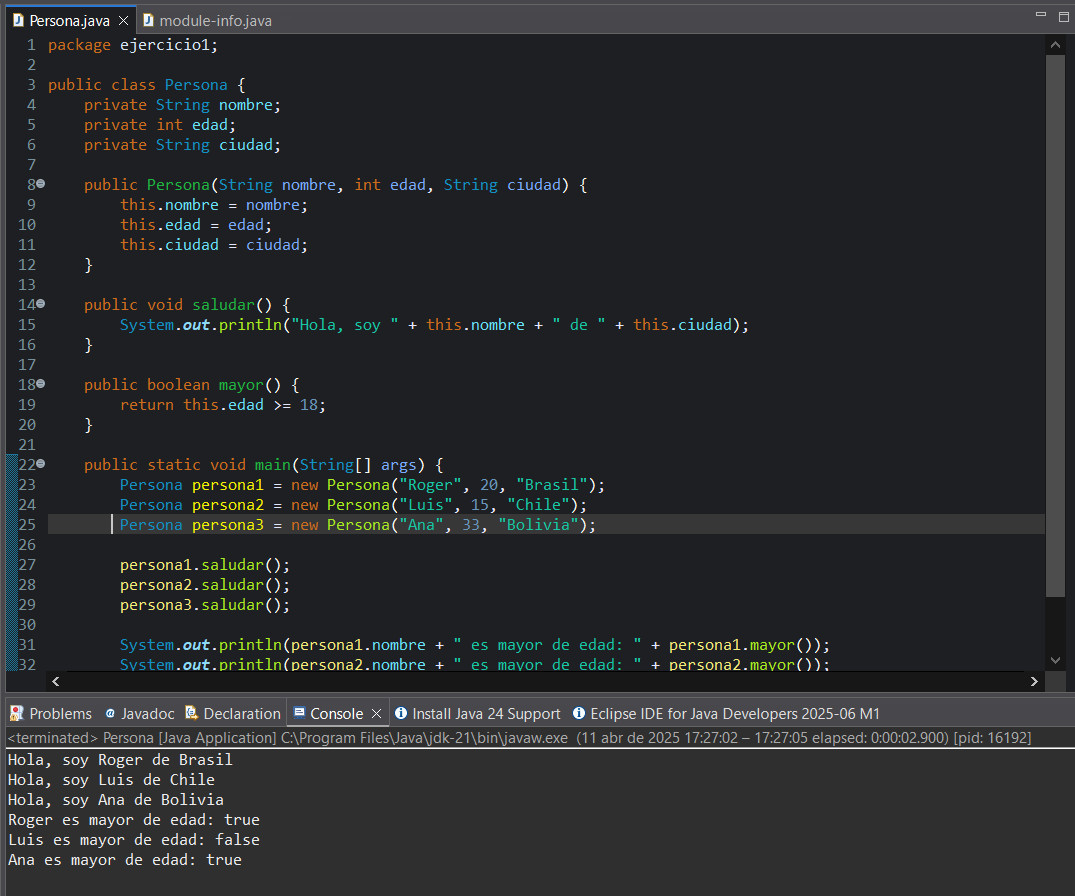 Persona.java module-info.java
1 package ejercicio1;
2
3 public class Persona {
4     private String nombre;
5     private int edad;
6     private String ciudad;
7
8     public Persona(String nombre, int edad, String ciudad) {
9         this.nombre = nombre;
10         this.edad = edad;
11         this.ciudad = ciudad;
12     }
13
14     public void saludar() {
15         System.out.println("Hola, soy " + this.nombre + " de " + this.ciudad);
16     }
17
18     public boolean mayor() {
19         return this.edad >= 18;
20     }
21
22     public static void main(String[] args) {
23         Persona persona1 = new Persona("Roger", 20, "Brasil");
24         Persona persona2 = new Persona("Luis", 15, "Chile");
25         Persona persona3 = new Persona("Ana", 33, "Bolivia");
26
27         persona1.saludar();
28         persona2.saludar();
29         persona3.saludar();
30
31         System.out.println(persona1.nombre + " es mayor de edad: " + persona1.mayor());
32         System.out.println(persona2.nombre + " es mayor de edad: " + persona2.mayor());
Problems @ Javadoc Declaration Console Install Java 24 Support Eclipse IDE for Java Developers 2025-06 M1
<terminated> Persona [Java Application] C:\Program Files\Java\jdk-21\bin\javaw.exe (11 abr de 2025 17:27:02 – 17:27:05 elapsed: 0:00:02.900) [pid: 16192]
Hola, soy Roger de Brasil
Hola, soy Luis de Chile
Hola, soy Ana de Bolivia
Roger es mayor de edad: true
Luis es mayor de edad: false
Ana es mayor de edad: true